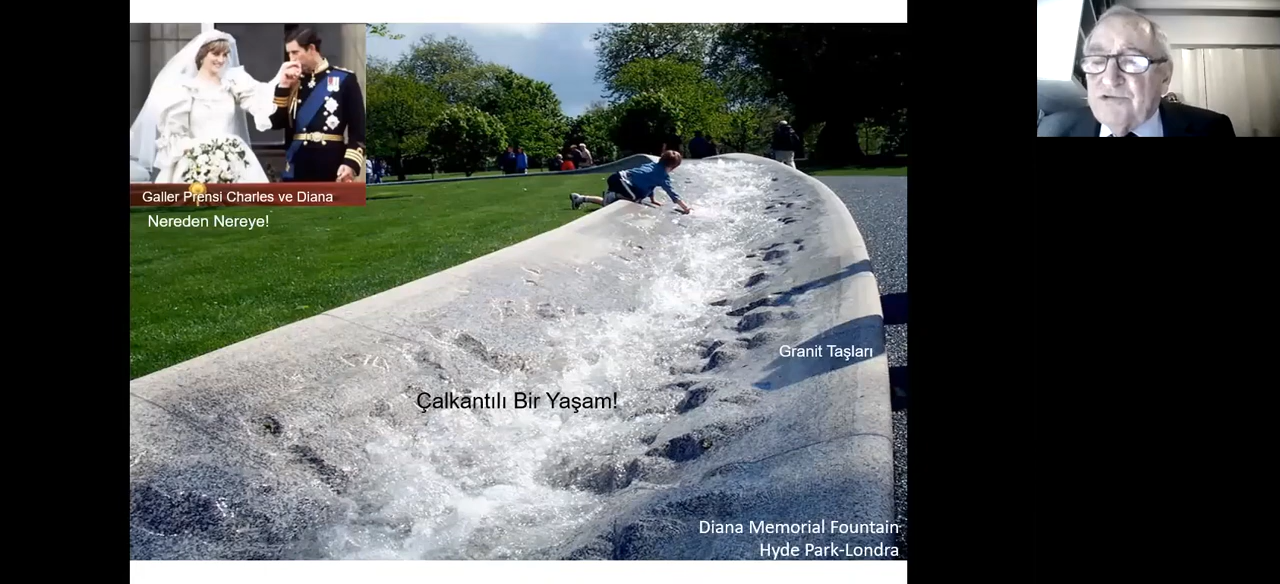 Galler Prensi Charles ve Diana
Nereden Nereye!
Granit Taşları
Çalkantılı Bir Yaşam!
Diana Memorial Fountain
Hyde Park-Londra